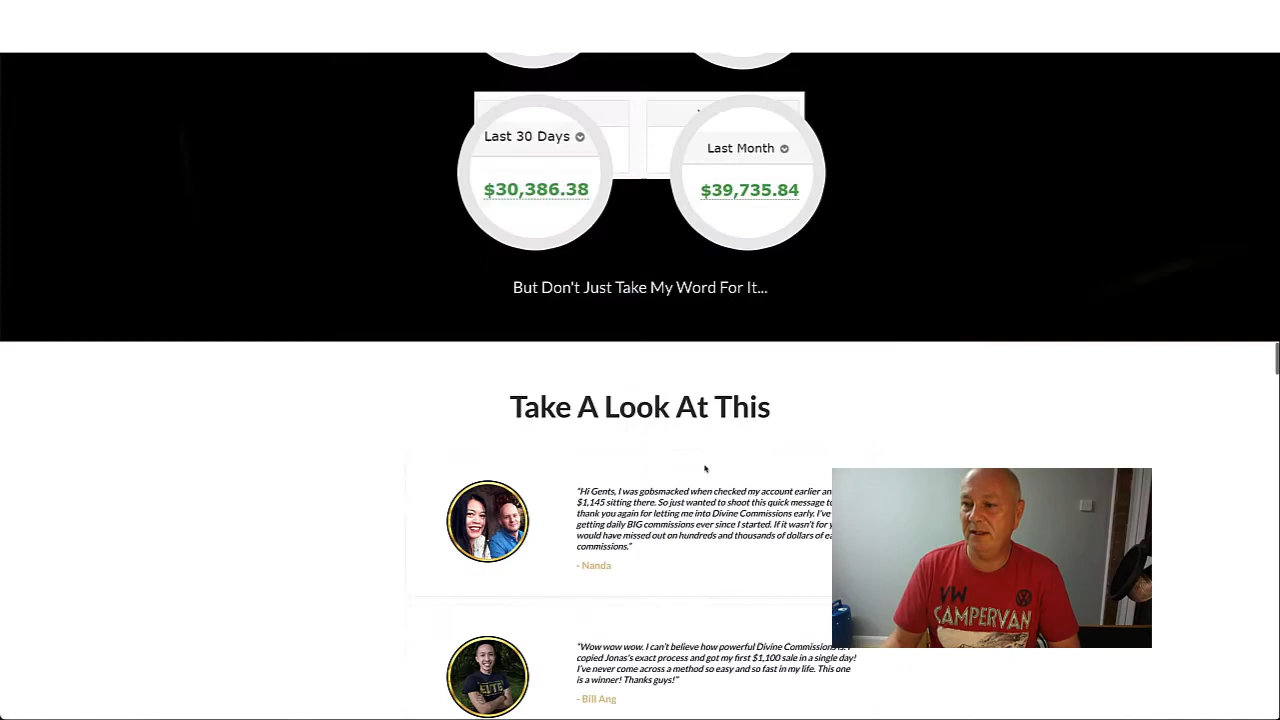 Last 30 Days
$30,386.38
Last Month
$39,735.84
But Don't Just Take My Word For It...
Take A Look At This
"Hi Gents, I was gobsmacked when checked my account earlier
$1,145 sitting there. So just wanted to shoot this quick message
thank you again for letting me into Divine Commissions early. I've
getting daily BIG commissions ever since I started. If it wasn't for
would have missed out on hundreds and thousands of dollars of
commissions."
- Nanda
"Wow wow wow. I can't believe how powerful Divine Commissions
copied Jonas's exact process and got my first $1,100 sale in a single day!
I've never come across a method so easy and so fast in my life. This one
is a winner! Thanks guys!"
- Bill Ang
VW
CAMPERVAN
ELITE